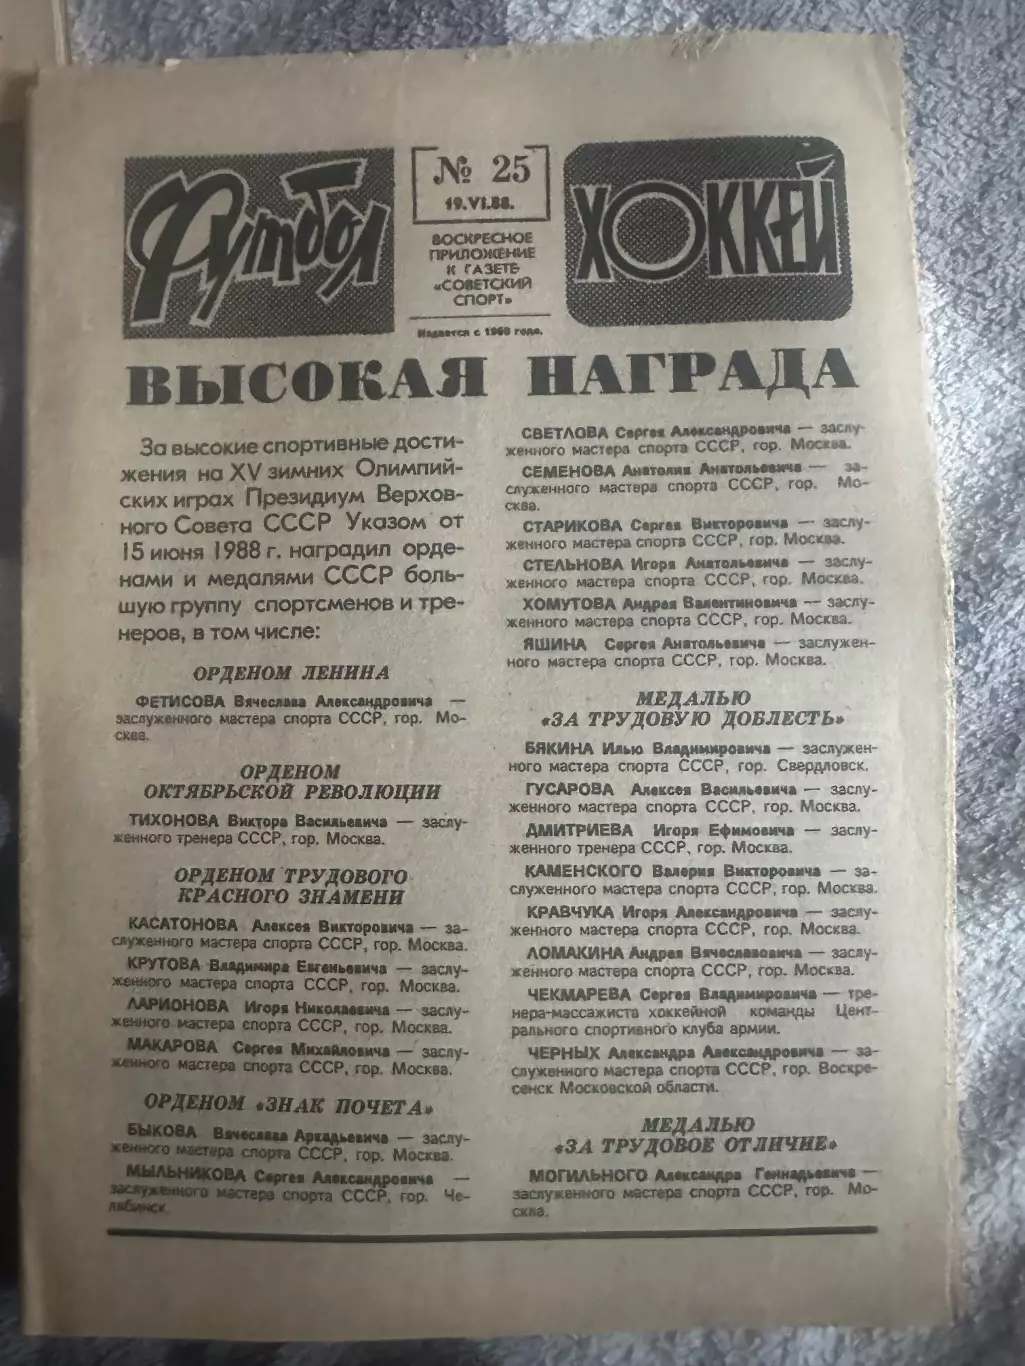 Футбол
№ 25
19.VI.88.
ВОСКРЕСНОЕ
ПРИЛОЖЕНИЕ
К ГАЗЕТЕ
«СОВЕТСКИЙ
СПОРТ»
Издается с 1960 года.
ХОККЕЙ
ВЫСОКАЯ НАГРАДА
За высокие спортивные дости-
жения на XV зимних Олимпий-
ских играх Президиум Верхов-
ного Совета СССР Указом от
15 июня 1988 г. наградил орде-
нами и медалями СССР боль-
шую группу спортсменов и тре-
неров, в том числе:
ОРДЕНОМ ЛЕНИНА
ФЕТИСОВА Вячеслава Александровича —
заслуженного мастера спорта СССР, гор. Мо-
сква.
ОРДЕНОМ
ОКТЯБРЬСКОЙ РЕВОЛЮЦИИ
ТИХОНОВА Виктора Васильевича — заслу-
женного тренера СССР, гор. Москва.
ОРДЕНОМ ТРУДОВОГО
КРАСНОГО ЗНАМЕНИ
КАСАТОНОВА Алексея Викторовича — за-
служенного мастера спорта СССР, гор. Москва.
КРУТОВА Владимира Евгеньевича — заслу-
женного мастера спорта СССР, гор. Москва.
ЛАРИОНОВА Игоря Николаевича — заслу-
женного мастера спорта СССР, гор. Москва.
МАКАРОВА Сергея Михайловича — заслу-
женного мастера спорта СССР, гор. Москва.
ОРДЕНОМ «ЗНАК ПОЧЕТА»
БЫКОВА Вячеслава Аркадьевича — заслу-
женного мастера спорта СССР, гор. Москва.
МЫЛЬНИКОВА Сергея Александровича —
заслуженного мастера спорта СССР, гор. Че-
лябинск.
СВЕТЛОВА Сергея Александровича — заслу-
женного мастера спорта СССР, гор. Москва.
СЕМЕНОВА Анатолия Анатольевича — за-
служенного мастера спорта СССР, гор. Мо-
сква.
СТАРИКОВА Сергея Викторовича — заслу-
женного мастера спорта СССР, гор. Москва.
СТЕЛЬНОВА Игоря Анатольевича — заслу-
женного мастера спорта СССР, гор. Москва.
ХОМУТОВА Андрея Валентиновича — заслу-
женного мастера спорта СССР, гор. Москва.
ЯШИНА Сергея Анатольевича — заслужен-
ного мастера спорта СССР, гор. Москва.
МЕДАЛЬЮ
«ЗА ТРУДОВУЮ ДОБЛЕСТЬ»
БЯКИНА Илью Владимировича — заслужен-
ного мастера спорта СССР, гор. Свердловск.
ГУСАРОВА Алексея Васильевича — заслу-
женного мастера спорта СССР, гор. Москва.
ДМИТРИЕВА Игоря Ефимовича — заслу-
женного тренера СССР, гор. Москва.
КАМЕНСКОГО Валерия Викторовича — за-
служенного мастера спорта СССР, гор. Москва.
КРАВЧУКА Игоря Александровича — заслу-
женного мастера спорта СССР, гор. Москва.
ЛОМАКИНА Андрея Вячеславовича — заслу-
женного мастера спорта СССР, гор. Москва.
ЧЕКМАРЕВА Сергея Владимировича — тре-
нера-массажиста хоккейной команды Цент-
рального спортивного клуба армии.
ЧЕРНЫХ Александра Александровича — за-
служенного мастера спорта СССР, гор. Воскре-
сенск Московской области.
МЕДАЛЬЮ
«ЗА ТРУДОВОЕ ОТЛИЧИЕ»
МОГИЛЬНОГО Александра Геннадьевича —
заслуженного мастера спорта СССР, гор. Мо-
сква.